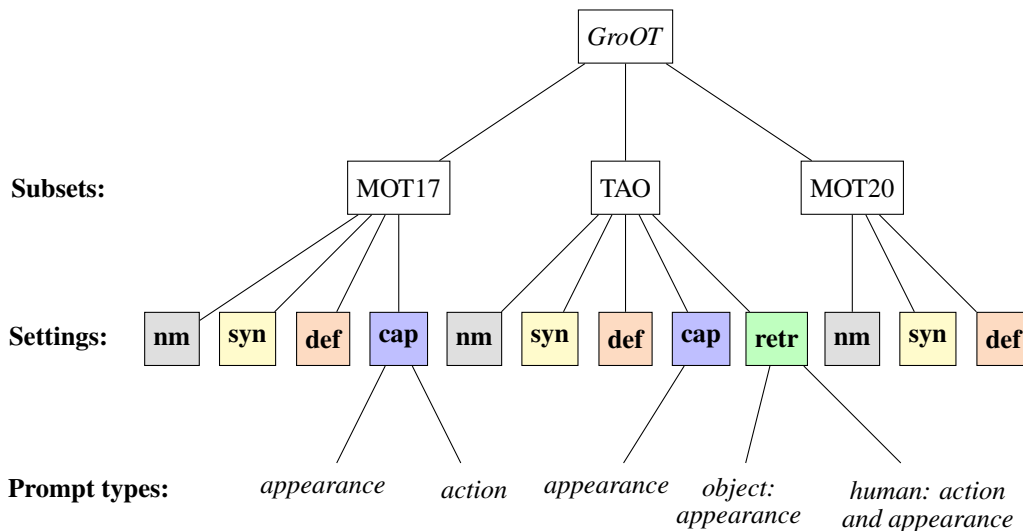 GroOT
Subsets: MOT17 TAO MOT20
Settings: nm syn def cap nm syn def cap retr nm syn def
Prompt types: appearance action appearance object: human: action
appearance and appearance